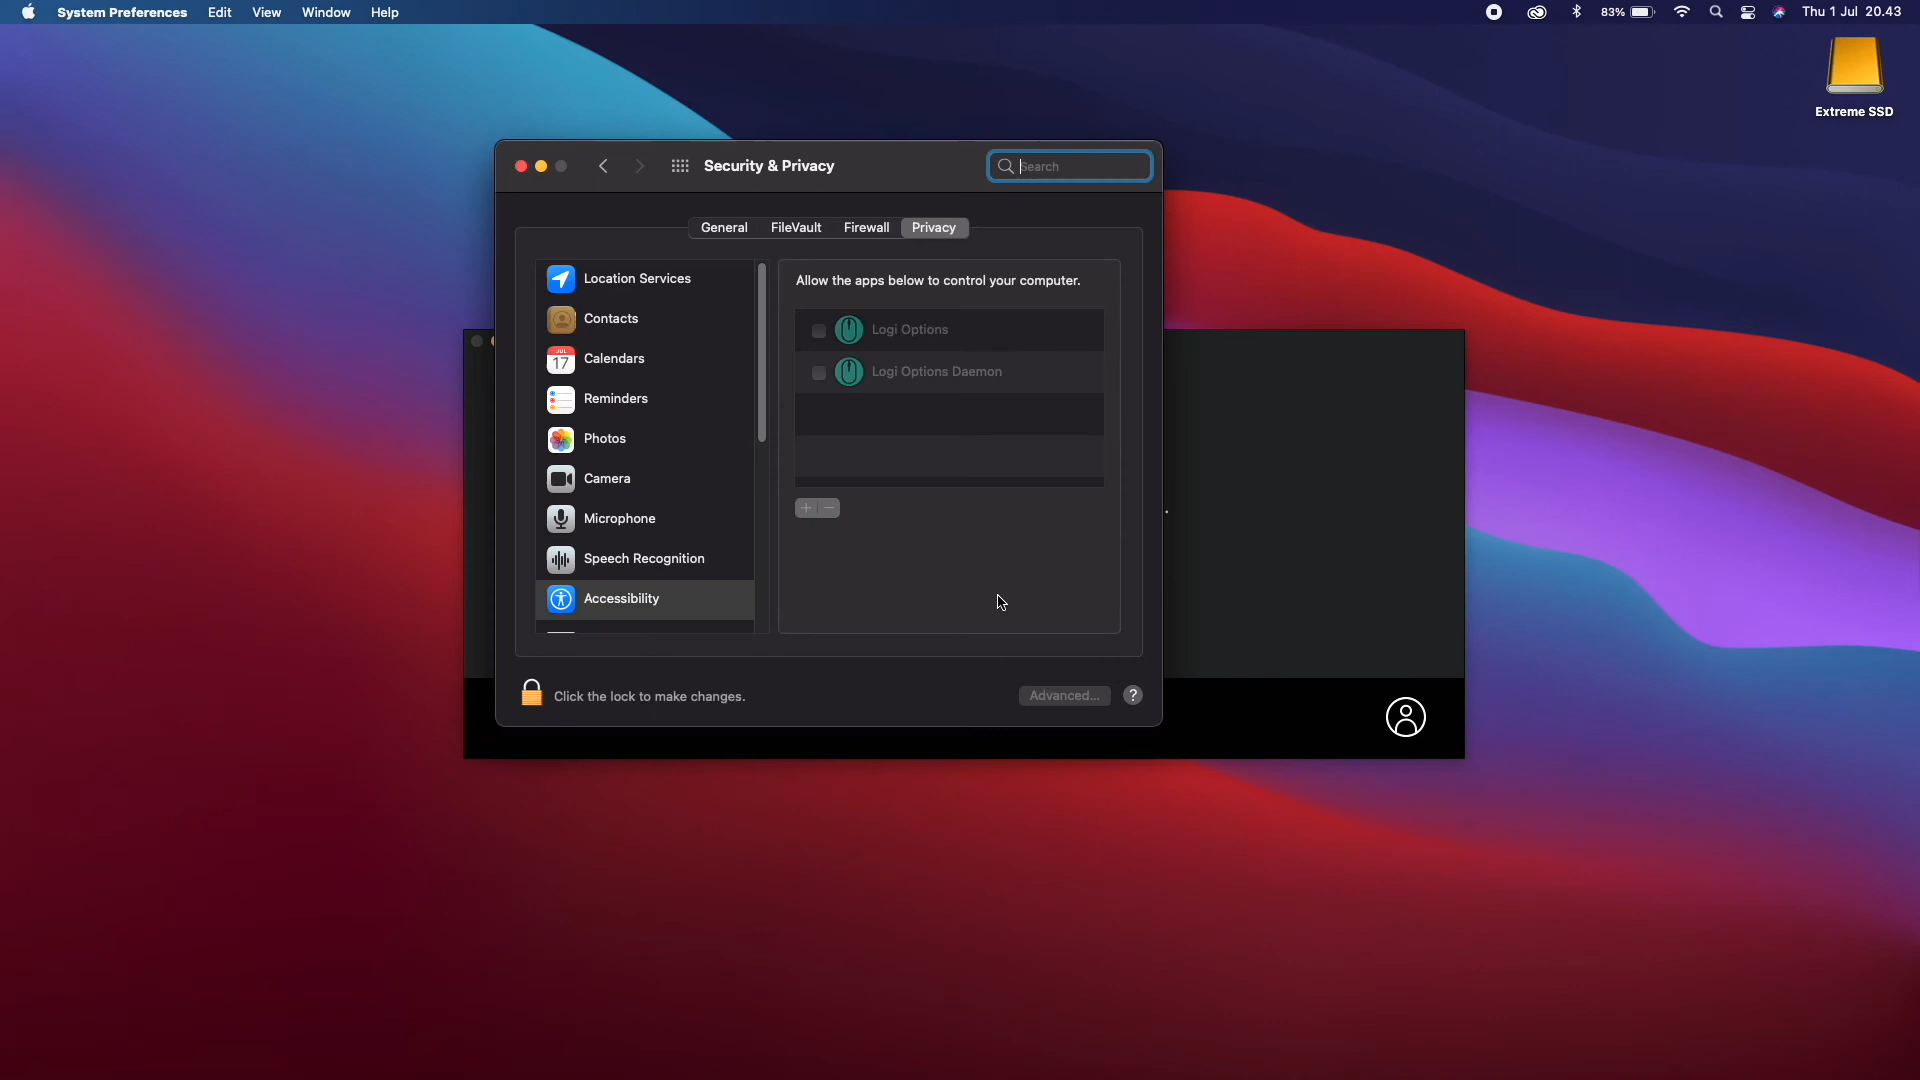 System Preferences Edit View Window Help
83% Thu 1 Jul 20.43
Extreme SSD
Security & Privacy
Search
General FileVault Firewall Privacy
Location Services
Contacts
JUL
17
Calendars
Reminders
Photos
Camera
Microphone
Speech Recognition
Accessibility
Allow the apps below to control your computer.
Logi Options
Logi Options Daemon
+ −
Click the lock to make changes.
Advanced... ?